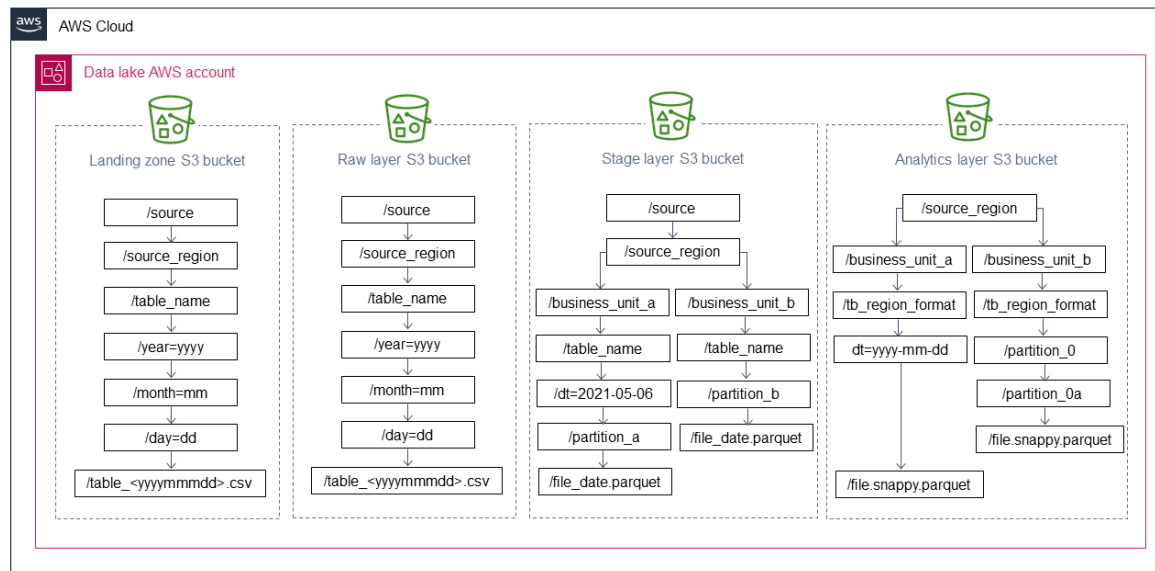 aws
AWS Cloud
Data lake AWS account
Landing zone S3 bucket
/source
/source_region
/table_name
/year=yyyy
/month=mm
/day=dd
/table_<yyyymmmdd>.csv
Raw layer S3 bucket
/source
/source_region
/table_name
/year=yyyy
/month=mm
/day=dd
/table_<yyyymmmdd>.csv
Stage layer S3 bucket
/source
/source_region
/business_unit_a
/table_name
/dt=2021-05-06
/partition_a
/file_date.parquet
/business_unit_b
/table_name
/partition_b
/file_date.parquet
Analytics layer S3 bucket
/source_region
/business_unit_a
/tb_region_format
dt=yyyy-mm-dd
/file.snappy.parquet
/business_unit_b
/tb_region_format
/partition_0
/partition_0a
/file.snappy.parquet